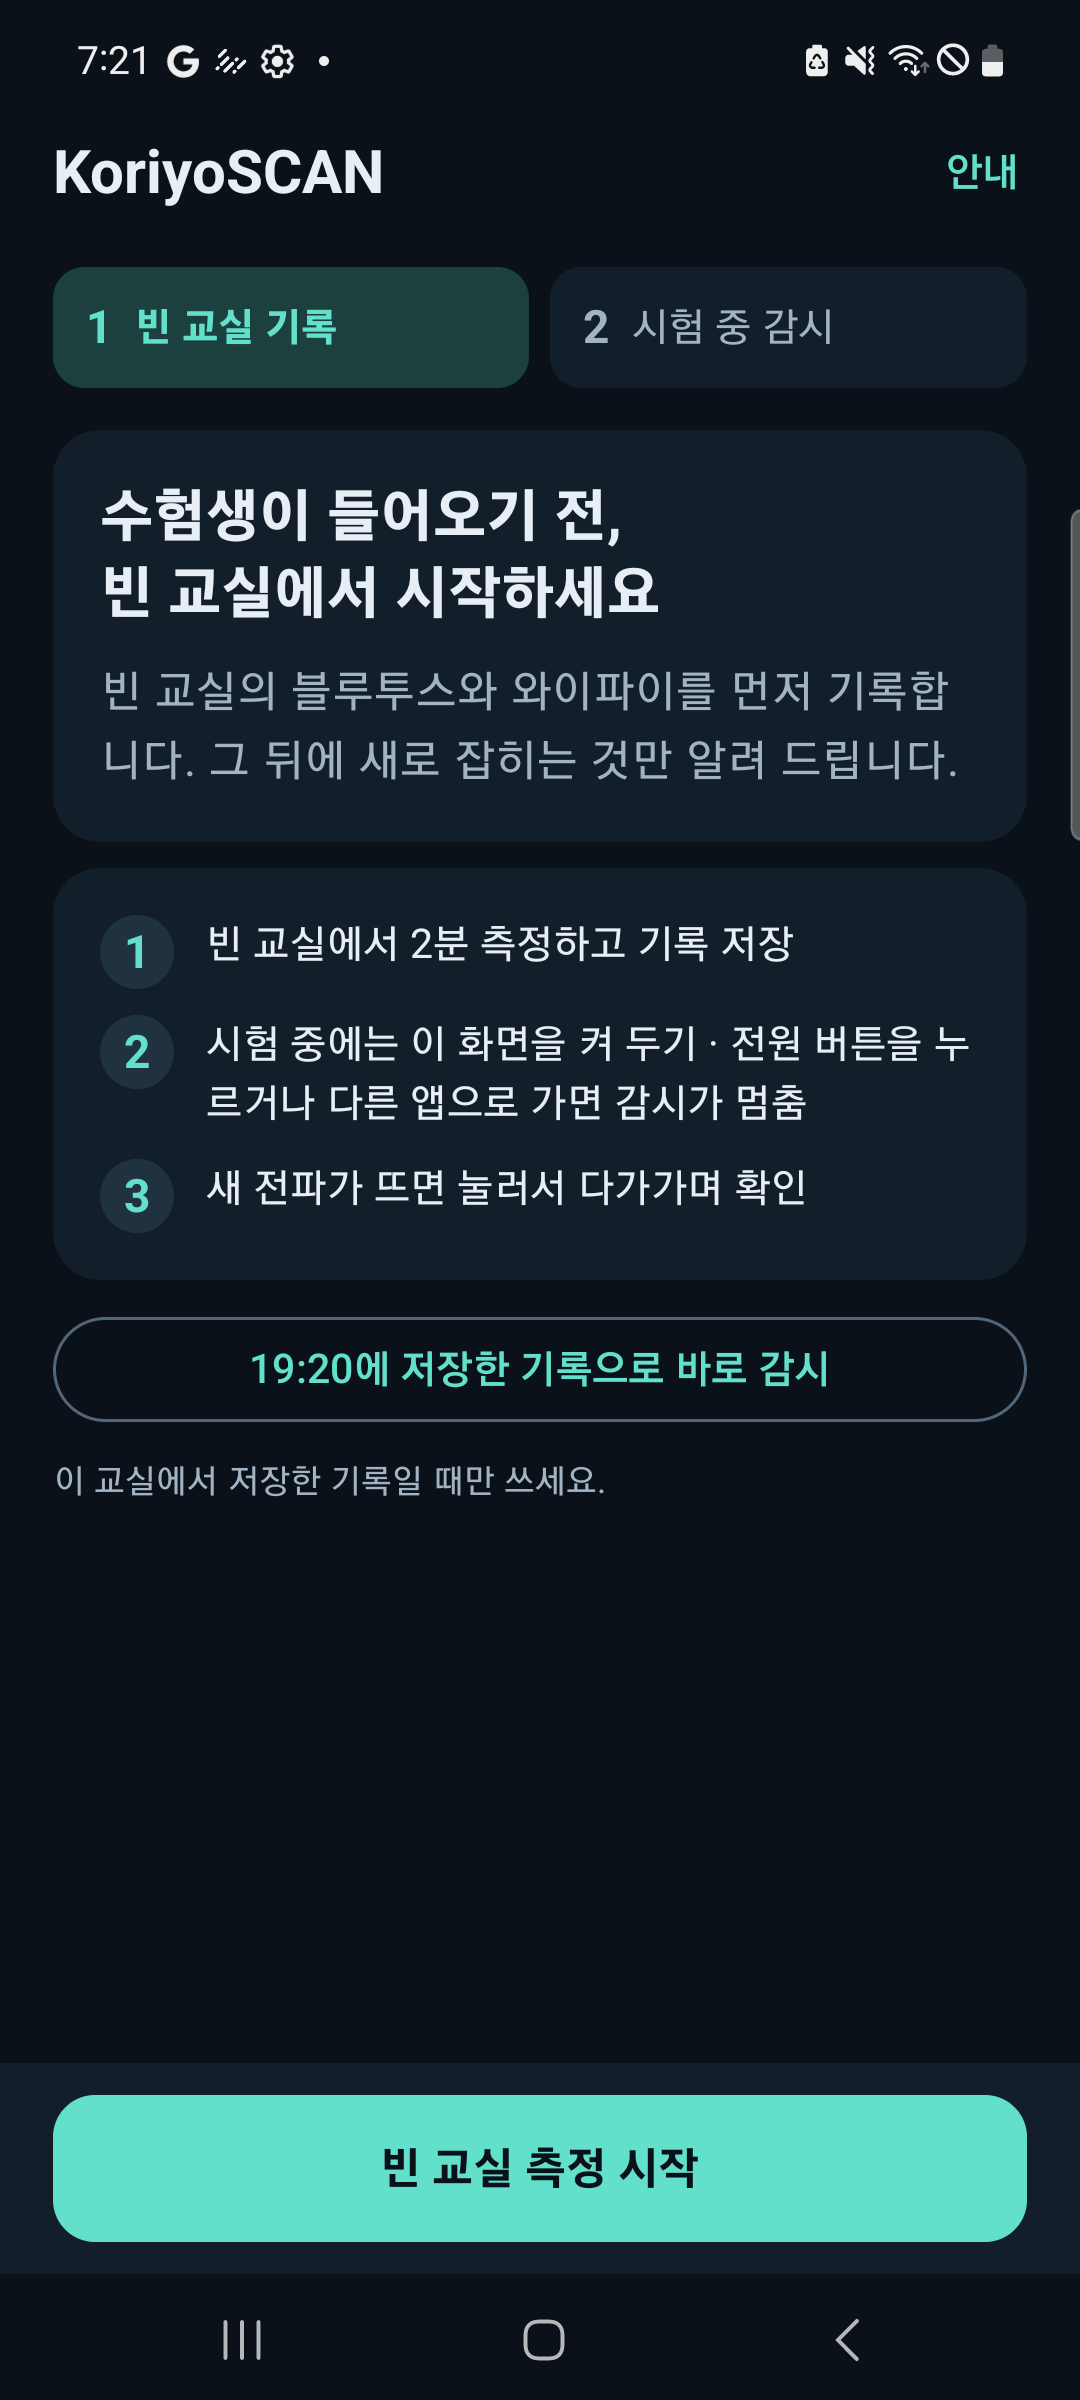 7:21
KoriyoSCAN
안내
1 빈 교실 기록
2 시험 중 감시
수험생이 들어오기 전,
빈 교실에서 시작하세요
빈 교실의 블루투스와 와이파이를 먼저 기록합
니다. 그 뒤에 새로 잡히는 것만 알려 드립니다.
1 빈 교실에서 2분 측정하고 기록 저장
2 시험 중에는 이 화면을 켜 두기 · 전원 버튼을 누
르거나 다른 앱으로 가면 감시가 멈춤
3 새 전파가 뜨면 눌러서 다가가며 확인
19:20에 저장한 기록으로 바로 감시
이 교실에서 저장한 기록일 때만 쓰세요.
빈 교실 측정 시작